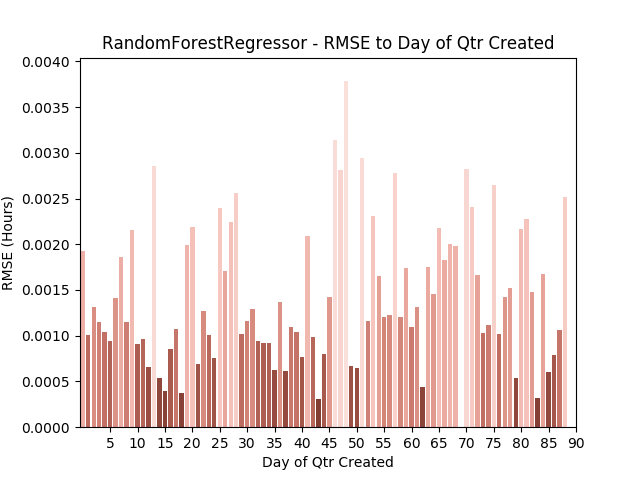 RandomForestRegressor - RMSE to Day of Qtr Created
0.0040
0.0035
0.0030
0.0025
0.0020
0.0015
0.0010
0.0005
0.0000
RMSE (Hours)
5 10 15 20 25 30 35 40 45 50 55 60 65 70 75 80 85 90
Day of Qtr Created